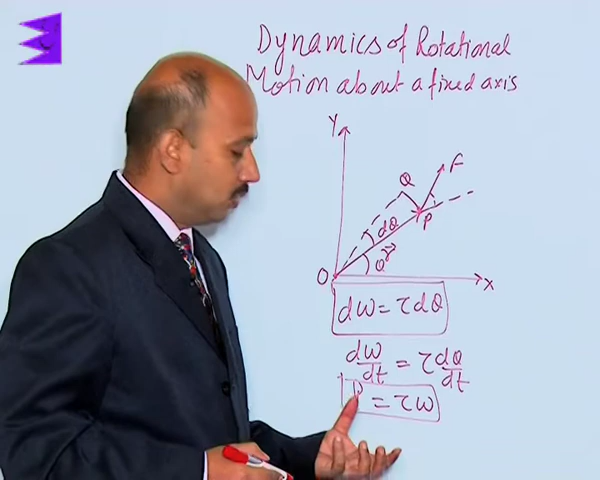 Dynamics of Rotational
Motion about a fixed axis
Y
F
Q
P
dθ
r
θ
O
X
dW = τdθ
dW/dt = τ dθ/dt
P = τω